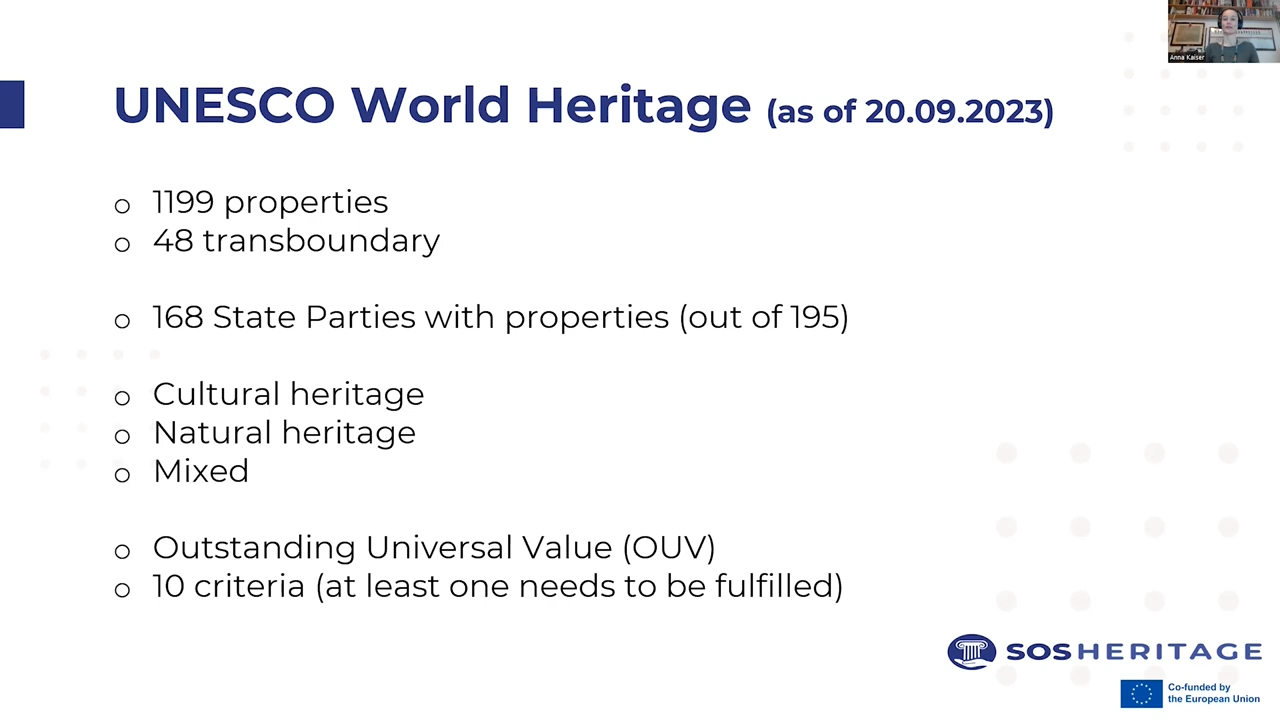 Anna Kaiser
UNESCO World Heritage (as of 20.09.2023)
o 1199 properties
o 48 transboundary
o 168 State Parties with properties (out of 195)
o Cultural heritage
o Natural heritage
o Mixed
o Outstanding Universal Value (OUV)
o 10 criteria (at least one needs to be fulfilled)
SOSHERITAGE
Co-funded by
the European Union